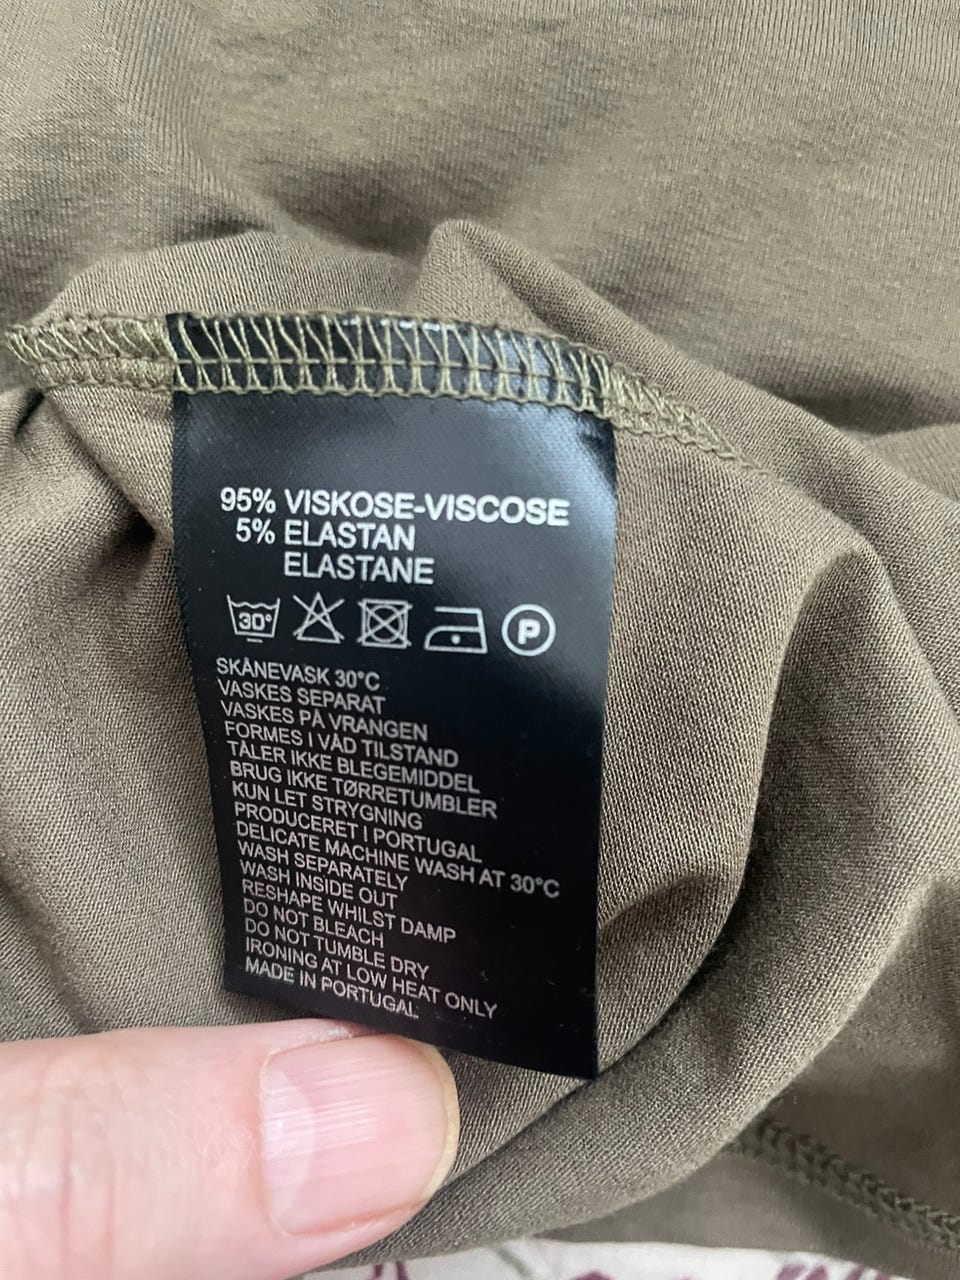 95% VISKOSE-VISCOSE
5% ELASTAN
ELASTANE
30° P
SKÅNEVASK 30°C
VASKES SEPARAT
VASKES PÅ VRANGEN
FORMES I VÅD TILSTAND
TÅLER IKKE BLEGEMIDDEL
BRUG IKKE TØRRETUMBLER
KUN LET STRYGNING
PRODUCERET I PORTUGAL
DELICATE MACHINE WASH AT 30°C
WASH SEPARATELY
WASH INSIDE OUT
RESHAPE WHILST DAMP
DO NOT BLEACH
DO NOT TUMBLE DRY
IRONING AT LOW HEAT ONLY
MADE IN PORTUGAL